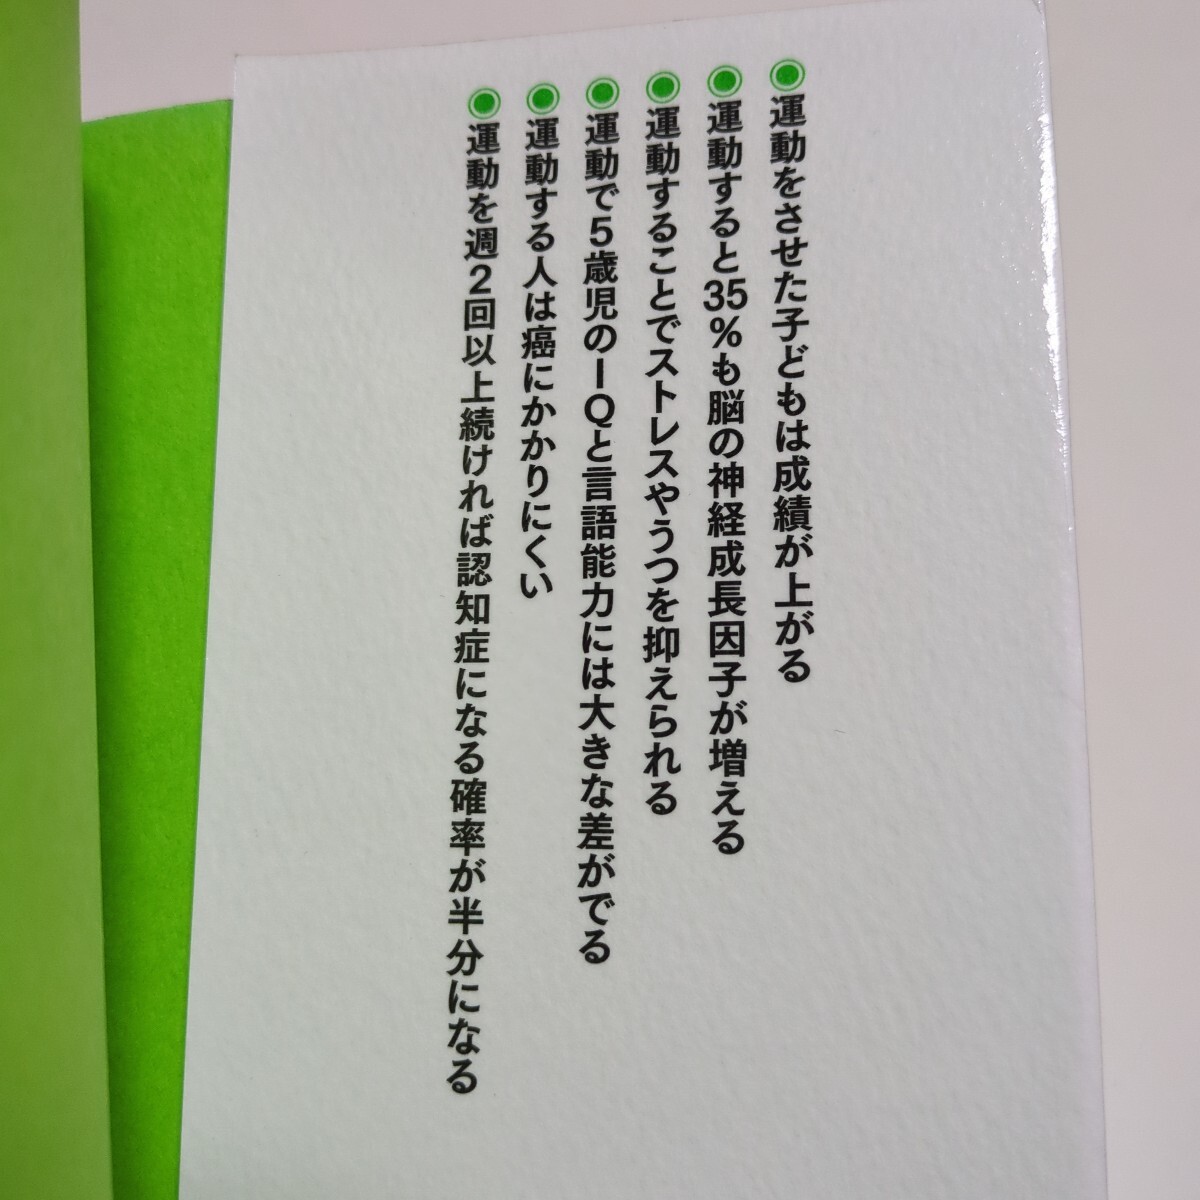 ◉運動をさせた子どもは成績が上がる
◉運動すると35%も脳の神経成長因子が増える
◉運動することでストレスやうつを抑えられる
◉運動で5歳児のIQと言語能力には大きな差がでる
◉運動する人は癌にかかりにくい
◉運動を週2回以上続ければ認知症になる確率が半分になる